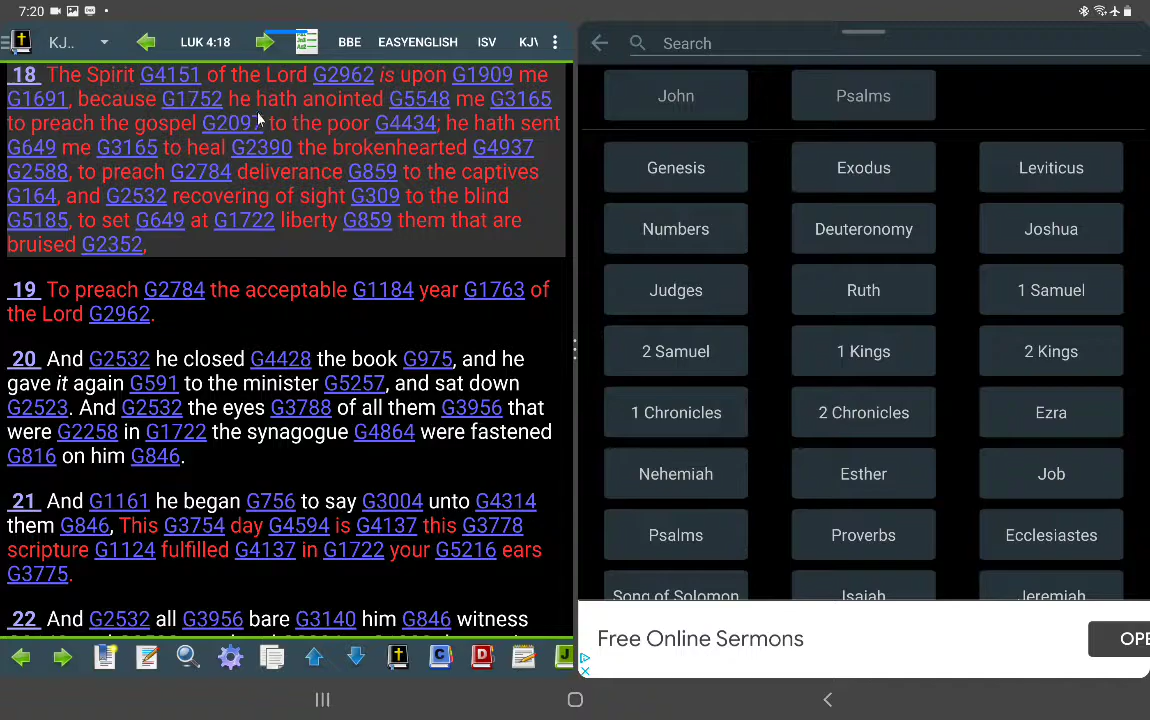 7:20
KJ..
LUK 4:18
BBE
EASYENGLISH
ISV
18 The Spirit G4151 of the Lord G2962 is upon G1909 me
G1691, because G1752 he hath anointed G5548 me G3165
to preach the gospel G2097 to the poor G4434; he hath sent
G649 me G3165 to heal G2390 the brokenhearted G4937
G2588, to preach G2784 deliverance G859 to the captives
G164, and G2532 recovering of sight G309 to the blind
G5185, to set G649 at G1722 liberty G859 them that are
bruised G2352,
19 To preach G2784 the acceptable G1184 year G1763 of
the Lord G2962.
20 And G2532 he closed G4428 the book G975, and he
gave it again G591 to the minister G5257, and sat down
G2523. And G2532 the eyes G3788 of all them G3956 that
were G2258 in G1722 the synagogue G4864 were fastened
G816 on him G846.
21 And G1161 he began G756 to say G3004 unto G4314
them G846, This G3754 day G4594 is G4137 this G3778
scripture G1124 fulfilled G4137 in G1722 your G5216 ears
G3775.
22 And G2532 all G3956 bare G3140 him G846 witness
C
D
J
Search
John Psalms
Genesis Exodus Leviticus
Numbers Deuteronomy Joshua
Judges Ruth 1 Samuel
2 Samuel 1 Kings 2 Kings
1 Chronicles 2 Chronicles Ezra
Nehemiah Esther Job
Psalms Proverbs Ecclesiastes
Song of Solomon Isaiah Jeremiah
Free Online Sermons
OPE